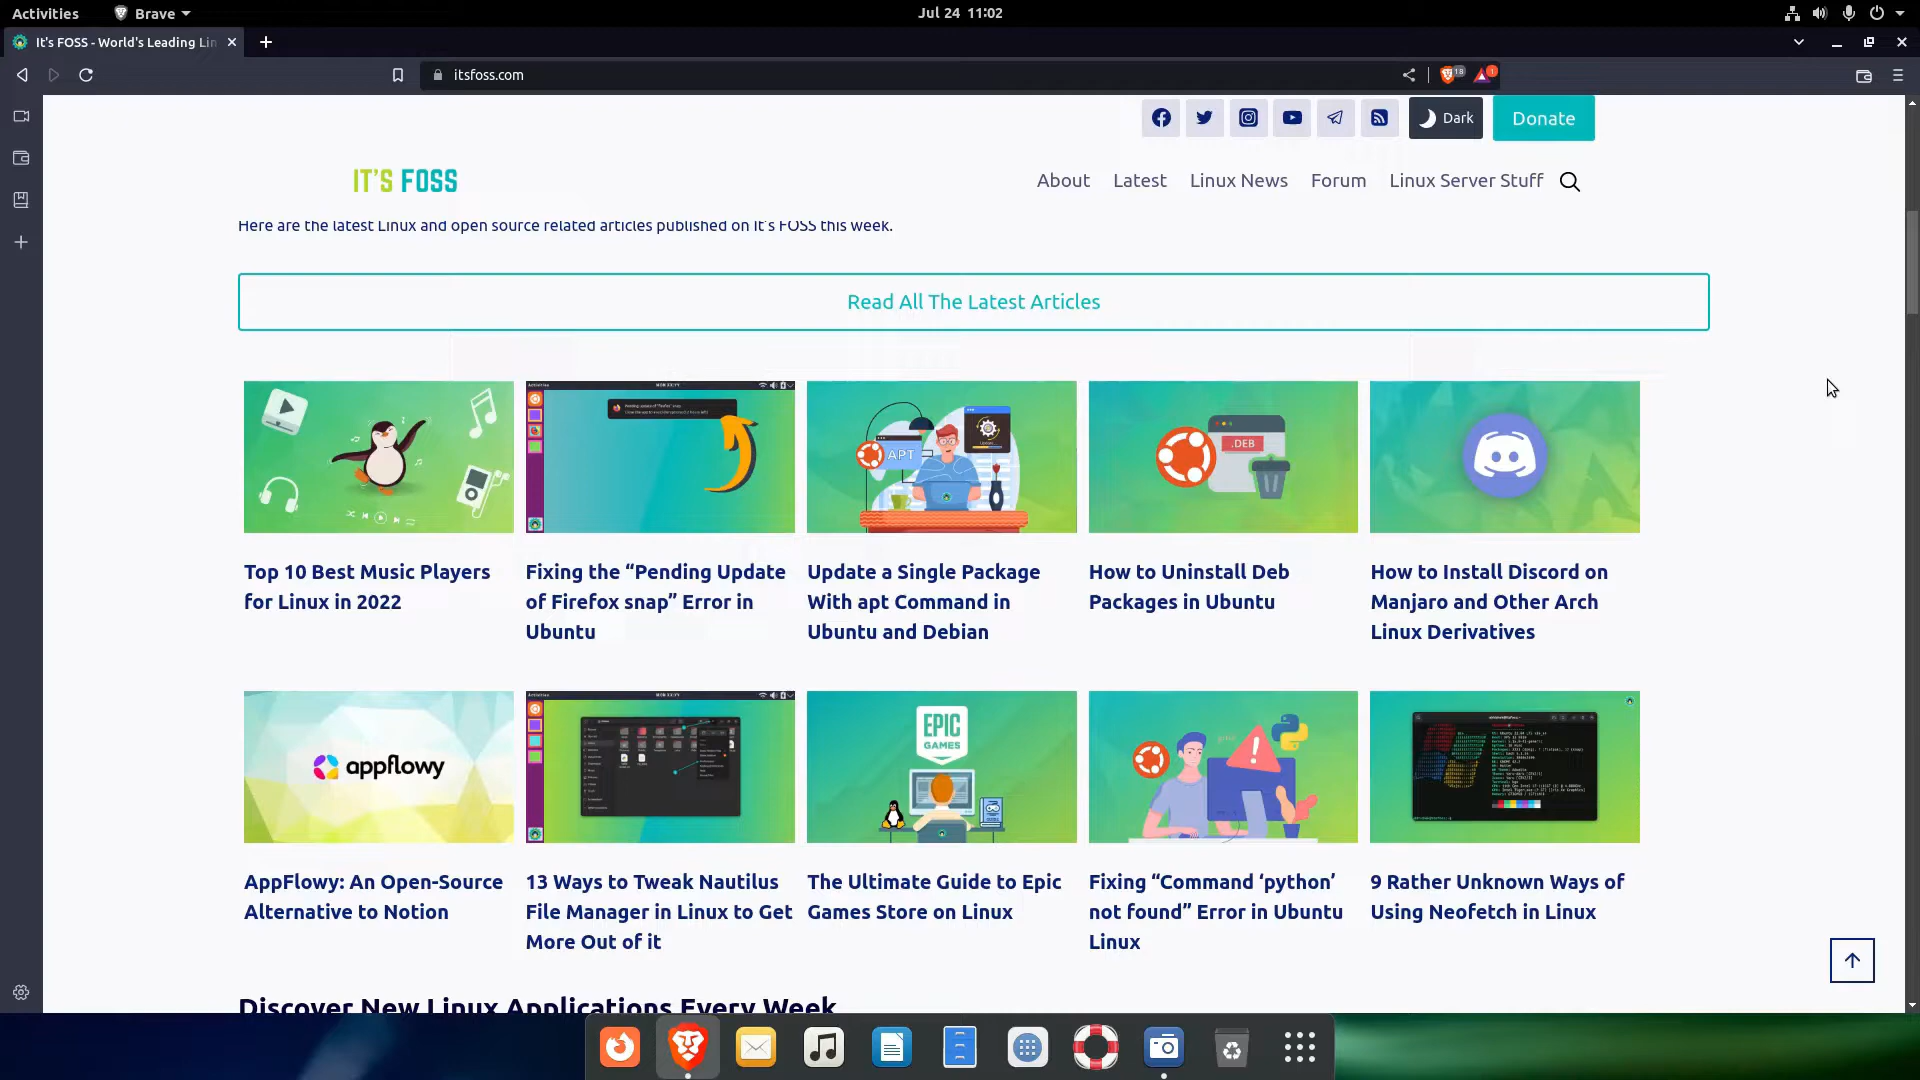 Activities Brave Jul 24 11:02
It's FOSS - World's Leading Lin
itsfoss.com 18 1
Dark Donate
IT'S FOSS About Latest Linux News Forum Linux Server Stuff
Here are the latest Linux and open source related articles published on It's FOSS this week.
Read All The Latest Articles
APT
.DEB
Top 10 Best Music Players
for Linux in 2022
Fixing the “Pending Update
of Firefox snap” Error in
Ubuntu
Update a Single Package
With apt Command in
Ubuntu and Debian
How to Uninstall Deb
Packages in Ubuntu
How to Install Discord on
Manjaro and Other Arch
Linux Derivatives
appflowy
EPIC
GAMES
AppFlowy: An Open-Source
Alternative to Notion
13 Ways to Tweak Nautilus
File Manager in Linux to Get
More Out of it
The Ultimate Guide to Epic
Games Store on Linux
Fixing “Command ‘python’
not found” Error in Ubuntu
Linux
9 Rather Unknown Ways of
Using Neofetch in Linux
Discover New Linux Applications Every Week